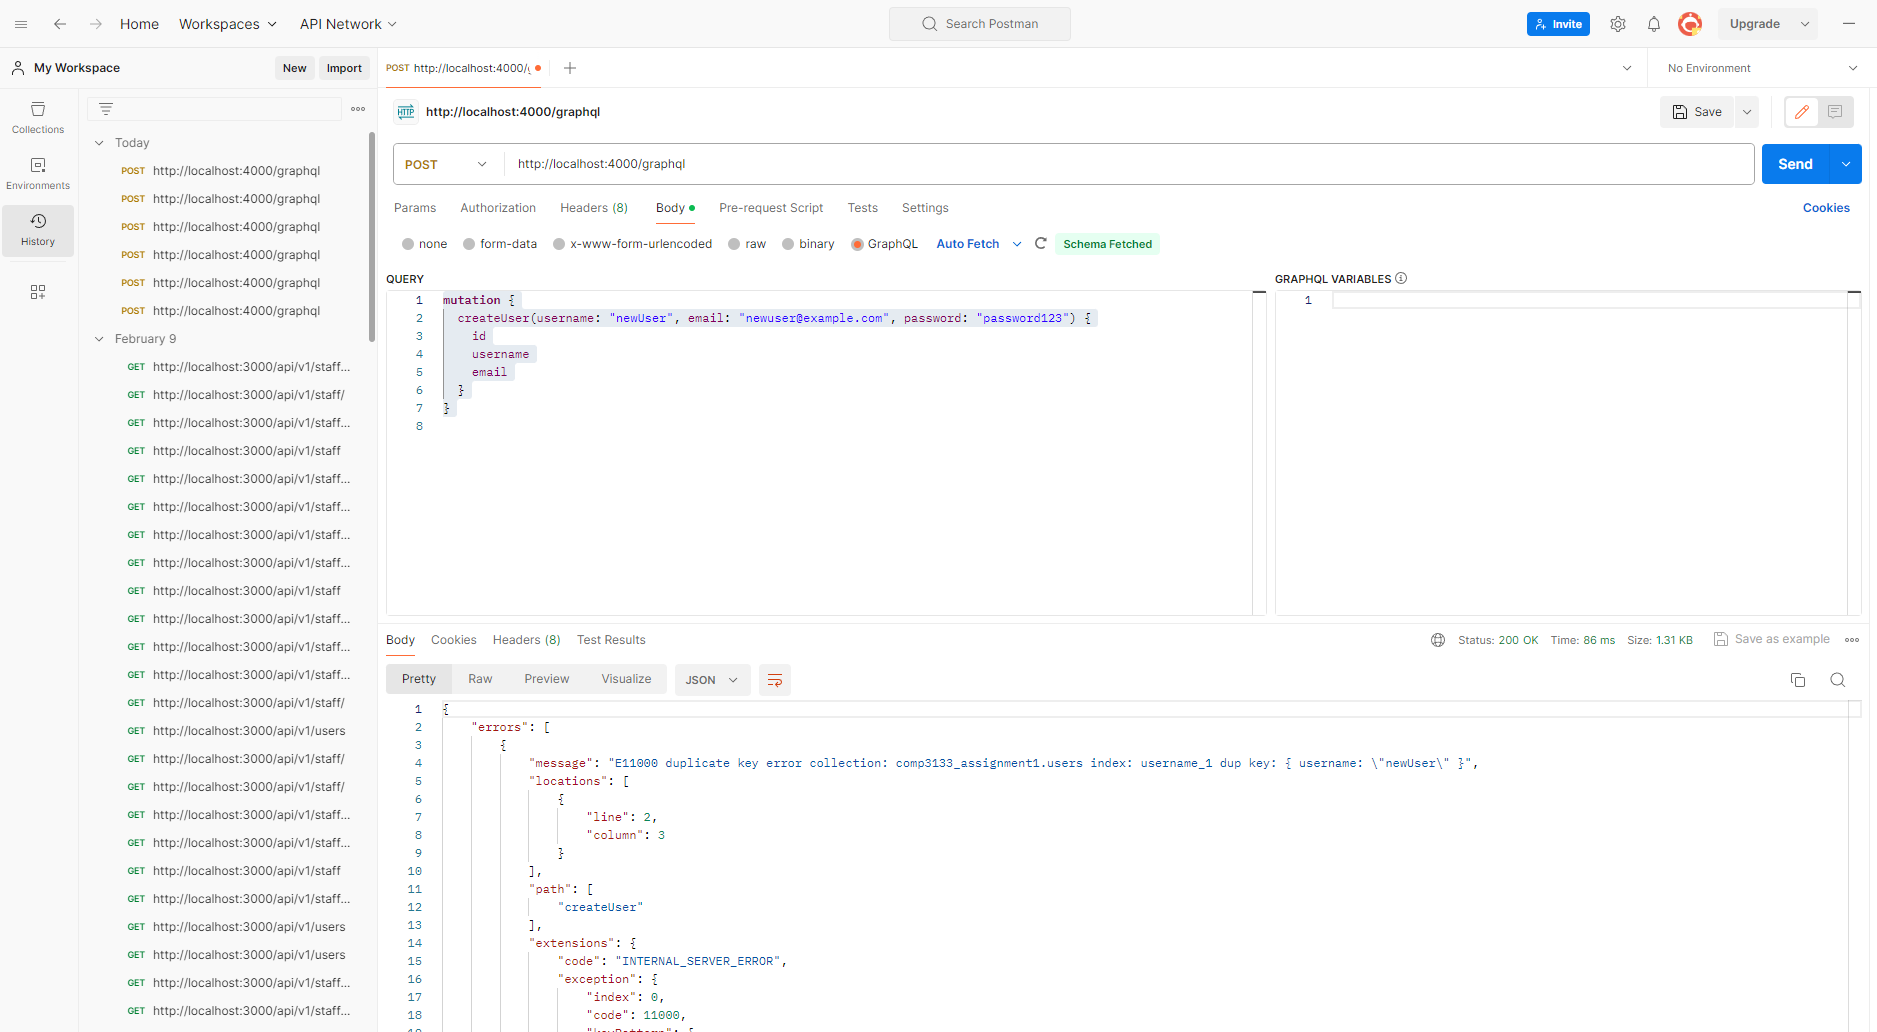 Home
Workspaces
API Network
Search Postman
Invite
Upgrade
My Workspace
New
Import
POST http://localhost:4000/
No Environment
Collections
Environments
History
Today
POST http://localhost:4000/graphql
POST http://localhost:4000/graphql
POST http://localhost:4000/graphql
POST http://localhost:4000/graphql
POST http://localhost:4000/graphql
POST http://localhost:4000/graphql
February 9
GET http://localhost:3000/api/v1/staff...
GET http://localhost:3000/api/v1/staff/
GET http://localhost:3000/api/v1/staff...
GET http://localhost:3000/api/v1/staff
GET http://localhost:3000/api/v1/staff...
GET http://localhost:3000/api/v1/staff...
GET http://localhost:3000/api/v1/staff...
GET http://localhost:3000/api/v1/staff...
GET http://localhost:3000/api/v1/staff
GET http://localhost:3000/api/v1/staff...
GET http://localhost:3000/api/v1/staff...
GET http://localhost:3000/api/v1/staff...
GET http://localhost:3000/api/v1/staff/
GET http://localhost:3000/api/v1/users
GET http://localhost:3000/api/v1/staff/
GET http://localhost:3000/api/v1/staff/
GET http://localhost:3000/api/v1/staff...
GET http://localhost:3000/api/v1/staff...
GET http://localhost:3000/api/v1/staff
GET http://localhost:3000/api/v1/staff...
GET http://localhost:3000/api/v1/users
GET http://localhost:3000/api/v1/users
GET http://localhost:3000/api/v1/staff...
GET http://localhost:3000/api/v1/staff...
HTTP http://localhost:4000/graphql
Save
POST http://localhost:4000/graphql
Send
Params Authorization Headers (8) Body Pre-request Script Tests Settings Cookies
none form-data x-www-form-urlencoded raw binary GraphQL Auto Fetch Schema Fetched
QUERY
1 mutation {
2 createUser(username: "newUser", email: "newuser@example.com", password: "password123") {
3 id
4 username
5 email
6 }
7 }
8
GRAPHQL VARIABLES
1
Body Cookies Headers (8) Test Results Status: 200 OK Time: 86 ms Size: 1.31 KB Save as example
Pretty Raw Preview Visualize JSON
1 {
2 "errors": [
3 {
4 "message": "E11000 duplicate key error collection: comp3133_assignment1.users index: username_1 dup key: { username: \"newUser\" }",
5 "locations": [
6 {
7 "line": 2,
8 "column": 3
9 }
10 ],
11 "path": [
12 "createUser"
13 ],
14 "extensions": {
15 "code": "INTERNAL_SERVER_ERROR",
16 "exception": {
17 "index": 0,
18 "code": 11000,